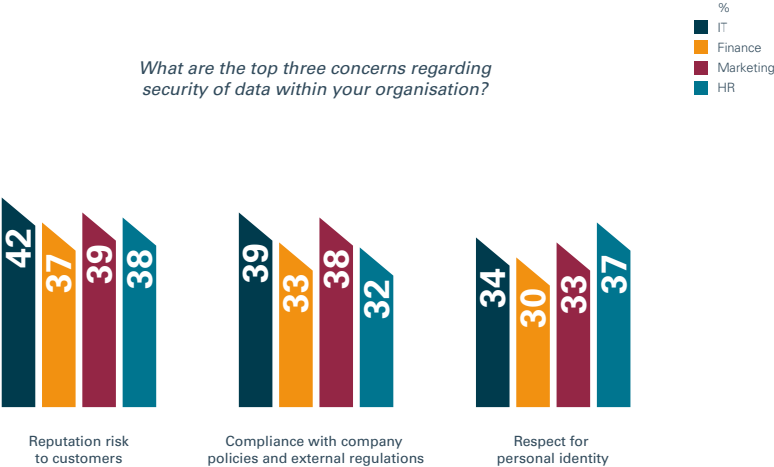 %
IT
Finance
Marketing
HR
What are the top three concerns regarding
security of data within your organisation?
42
37
39
38
39
33
38
32
34
30
33
37
Reputation risk
to customers
Compliance with company
policies and external regulations
Respect for
personal identity